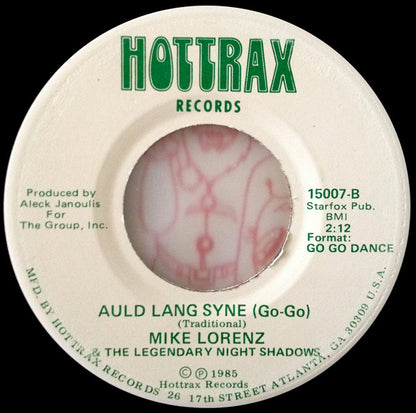 HOTTRAX
RECORDS
Produced by
Aleck Janoulis
For
The Group, Inc.
15007-B
Starfox Pub.
BMI
2:12
Format:
GO GO DANCE
AULD LANG SYNE (Go-Go)
(Traditional)
MIKE LORENZ
& THE LEGENDARY NIGHT SHADOWS
© Ⓟ 1985
Hottrax Records
MFD. BY HOTTRAX RECORDS 26 17th STREET ATLANTA, GA 30309 U.S.A.